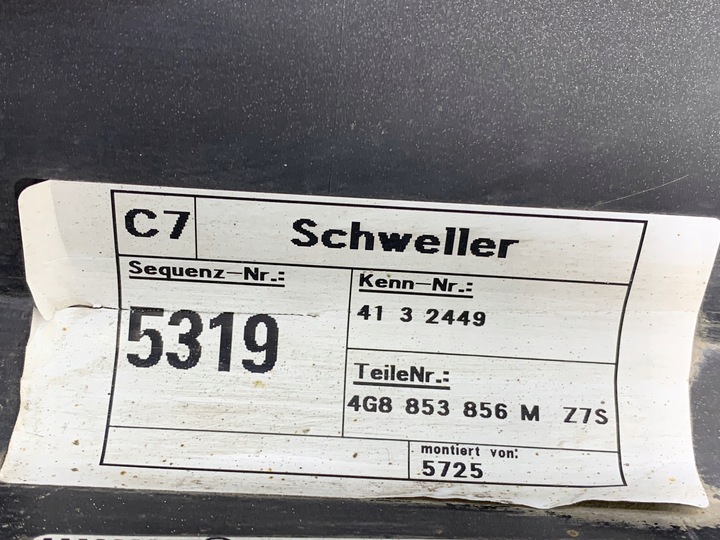 C7 Schweller
Sequenz-Nr.:
5319
Kenn-Nr.:
41 3 2449
TeileNr.:
4G8 853 856 M Z7S
montiert von:
5725